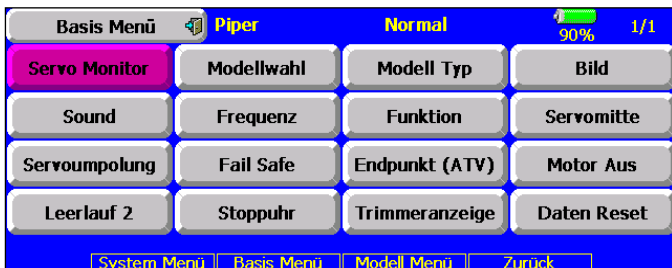 Basis Menü Piper Normal 90% 1/1
Servo Monitor Modellwahl Modell Typ Bild
Sound Frequenz Funktion Servomitte
Servoumpolung Fail Safe Endpunkt (ATV) Motor Aus
Leerlauf 2 Stoppuhr Trimmeranzeige Daten Reset
System Menü Basis Menü Modell Menü Zurück